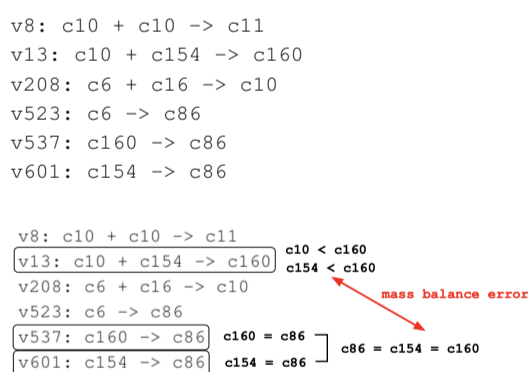 v8: c10 + c10 -> c11
v13: c10 + c154 -> c160
v208: c6 + c16 -> c10
v523: c6 -> c86
v537: c160 -> c86
v601: c154 -> c86
v8: c10 + c10 -> c11
v13: c10 + c154 -> c160
c10 < c160
c154 < c160
v208: c6 + c16 -> c10
mass balance error
v523: c6 -> c86
v537: c160 -> c86 c160 = c86
c86 = c154 = c160
v601: c154 -> c86 c154 = c86